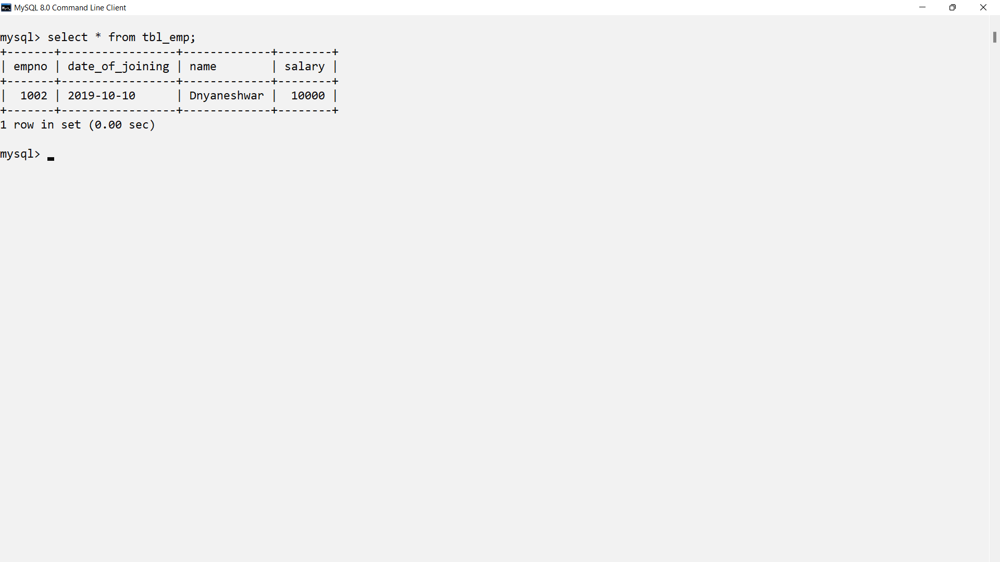 MySQL 8.0 Command Line Client
mysql> select * from tbl_emp;
+-------+-----------------+-------------+--------+
| empno | date_of_joining | name        | salary |
+-------+-----------------+-------------+--------+
|  1002 | 2019-10-10      | Dnyaneshwar |  10000 |
+-------+-----------------+-------------+--------+
1 row in set (0.00 sec)
mysql>